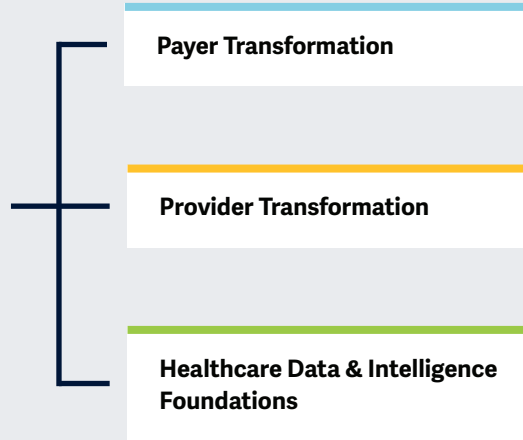 Payer Transformation
Provider Transformation
Healthcare Data & Intelligence
Foundations